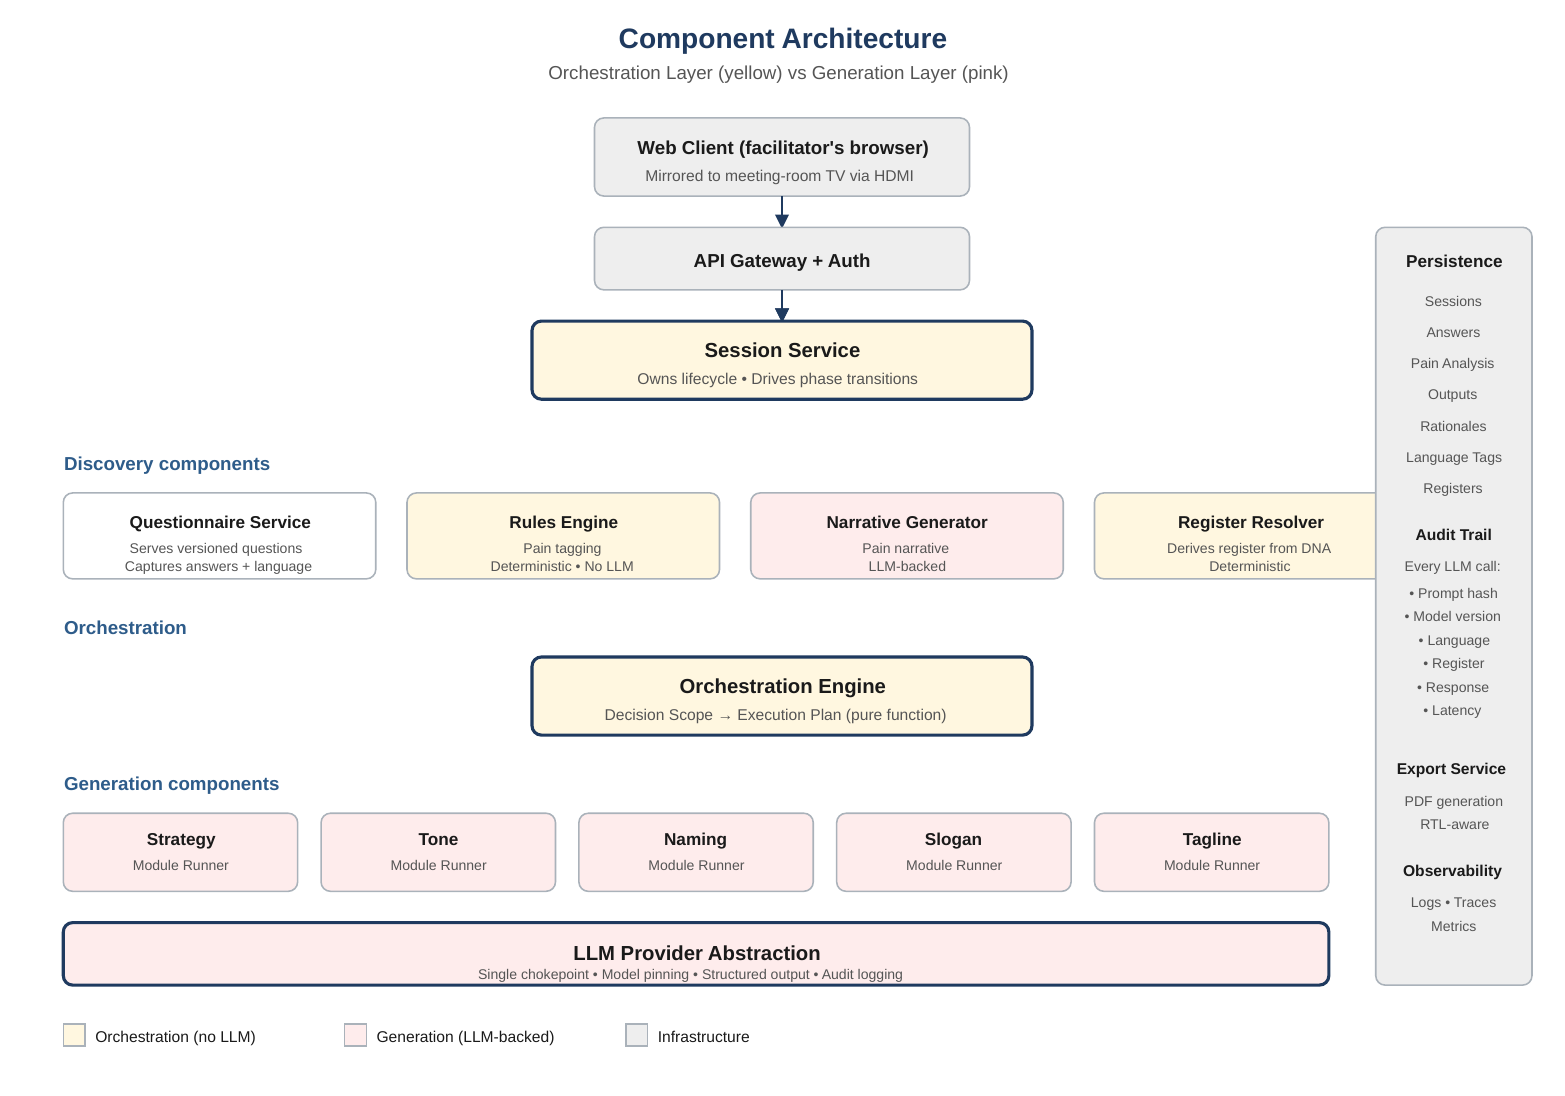 Component Architecture
Orchestration Layer (yellow) vs Generation Layer (pink)
Web Client (facilitator's browser)
Mirrored to meeting-room TV via HDMI
API Gateway + Auth
Session Service
Owns lifecycle • Drives phase transitions
Discovery components
Questionnaire Service
Serves versioned questions
Captures answers + language
Rules Engine
Pain tagging
Deterministic • No LLM
Narrative Generator
Pain narrative
LLM-backed
Register Resolver
Derives register from DNA
Deterministic
Orchestration
Orchestration Engine
Decision Scope → Execution Plan (pure function)
Generation components
Strategy
Module Runner
Tone
Module Runner
Naming
Module Runner
Slogan
Module Runner
Tagline
Module Runner
LLM Provider Abstraction
Single chokepoint • Model pinning • Structured output • Audit logging
Persistence
Sessions
Answers
Pain Analysis
Outputs
Rationales
Language Tags
Registers
Audit Trail
Every LLM call:
• Prompt hash
• Model version
• Language
• Register
• Response
• Latency
Export Service
PDF generation
RTL-aware
Observability
Logs • Traces
Metrics
Orchestration (no LLM)
Generation (LLM-backed)
Infrastructure